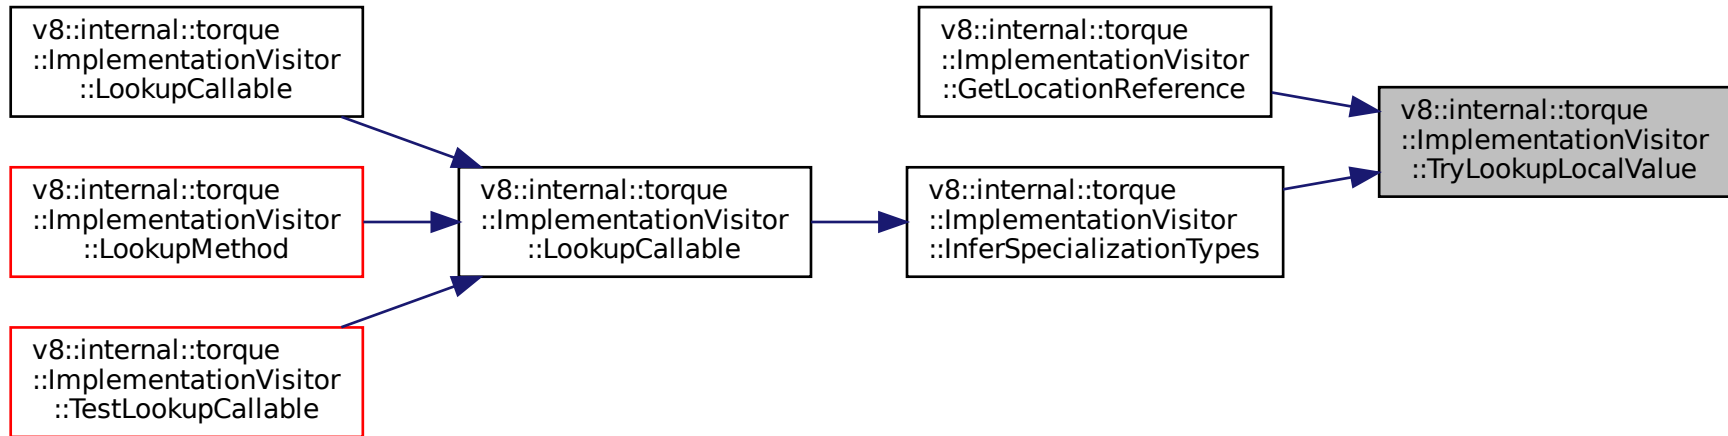 v8::internal::torque
::ImplementationVisitor
::LookupCallable
v8::internal::torque
::ImplementationVisitor
::LookupMethod
v8::internal::torque
::ImplementationVisitor
::TestLookupCallable
v8::internal::torque
::ImplementationVisitor
::LookupCallable
v8::internal::torque
::ImplementationVisitor
::GetLocationReference
v8::internal::torque
::ImplementationVisitor
::InferSpecializationTypes
v8::internal::torque
::ImplementationVisitor
::TryLookupLocalValue